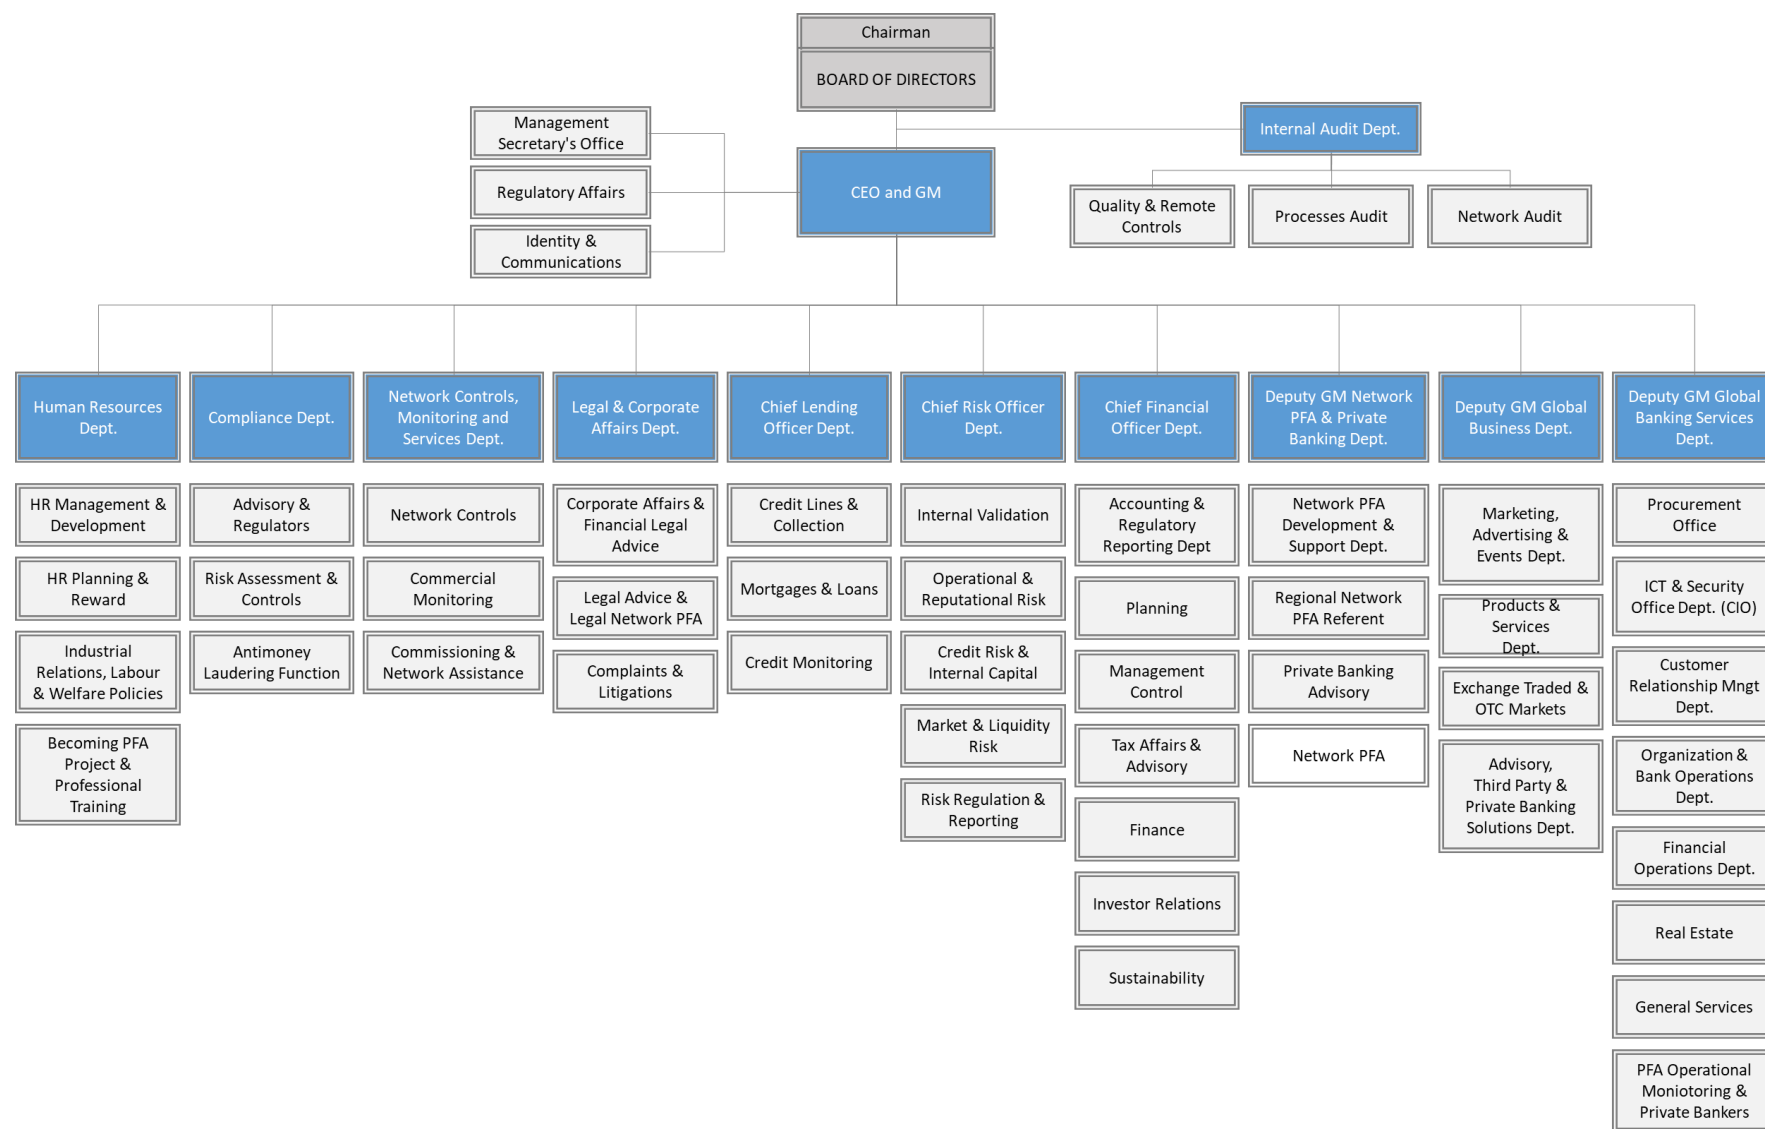 Chairman
BOARD OF DIRECTORS
Management
Secretary's Office
Regulatory Affairs
Identity &
Communications
CEO and GM
Internal Audit Dept.
Quality & Remote
Controls
Processes Audit
Network Audit
Human Resources
Dept.
HR Management &
Development
HR Planning &
Reward
Industrial
Relations, Labour
& Welfare Policies
Becoming PFA
Project &
Professional
Training
Compliance Dept.
Advisory &
Regulators
Risk Assessment &
Controls
Antimoney
Laudering Function
Network Controls,
Monitoring and
Services Dept.
Network Controls
Commercial
Monitoring
Commissioning &
Network Assistance
Legal & Corporate
Affairs Dept.
Corporate Affairs &
Financial Legal
Advice
Legal Advice &
Legal Network PFA
Complaints &
Litigations
Chief Lending
Officer Dept.
Credit Lines &
Collection
Mortgages & Loans
Credit Monitoring
Chief Risk Officer
Dept.
Internal Validation
Operational &
Reputational Risk
Credit Risk &
Internal Capital
Market & Liquidity
Risk
Risk Regulation &
Reporting
Chief Financial
Officer Dept.
Accounting &
Regulatory
Reporting Dept
Planning
Management
Control
Tax Affairs &
Advisory
Finance
Investor Relations
Sustainability
Deputy GM Network
PFA & Private
Banking Dept.
Network PFA
Development &
Support Dept.
Regional Network
PFA Referent
Private Banking
Advisory
Network PFA
Deputy GM Global
Business Dept.
Marketing,
Advertising &
Events Dept.
Products &
Services
Dept.
Exchange Traded &
OTC Markets
Advisory,
Third Party &
Private Banking
Solutions Dept.
Deputy GM Global
Banking Services
Dept.
Procurement
Office
ICT & Security
Office Dept. (CIO)
Customer
Relationship Mngt
Dept.
Organization &
Bank Operations
Dept.
Financial
Operations Dept.
Real Estate
General Services
PFA Operational
Moniotoring &
Private Bankers